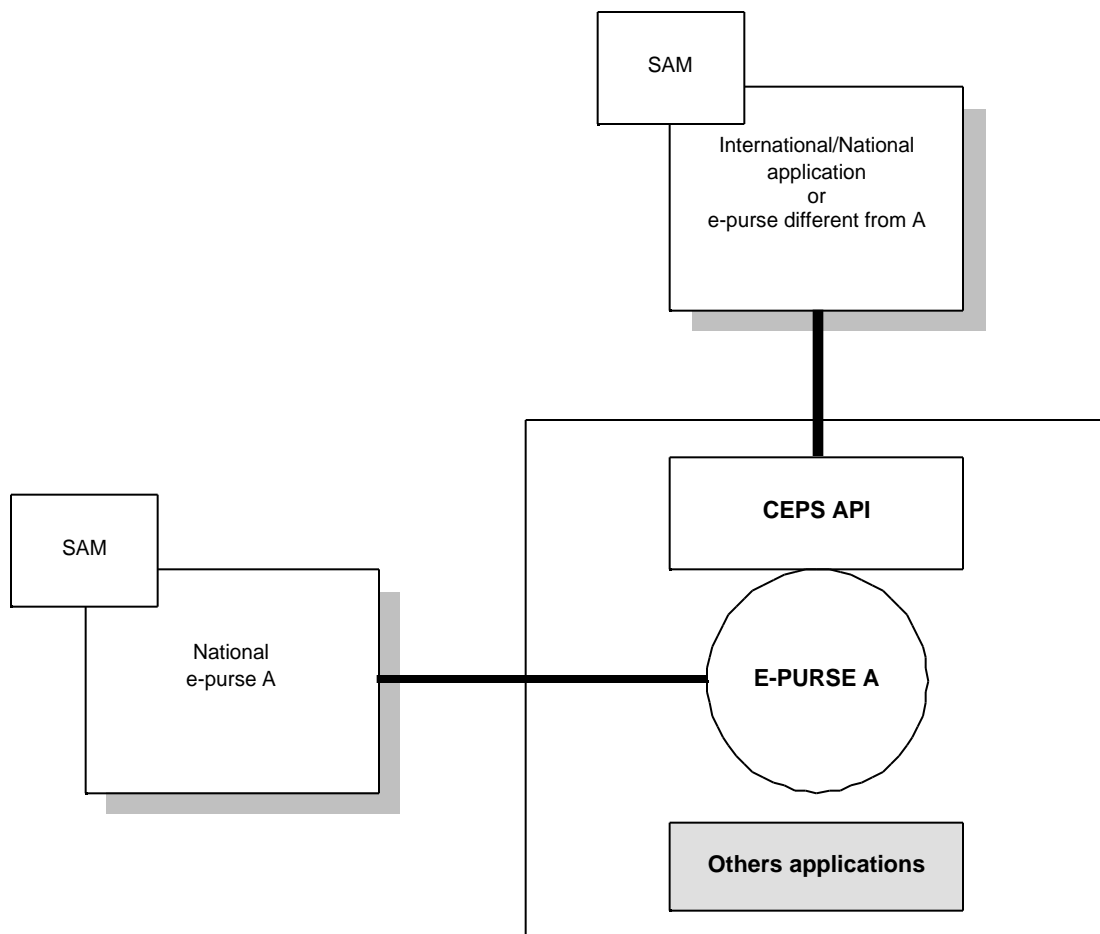 SAM
International/National
application
or
e-purse different from A
CEPS API
SAM
National
e-purse A
E-PURSE A
Others applications